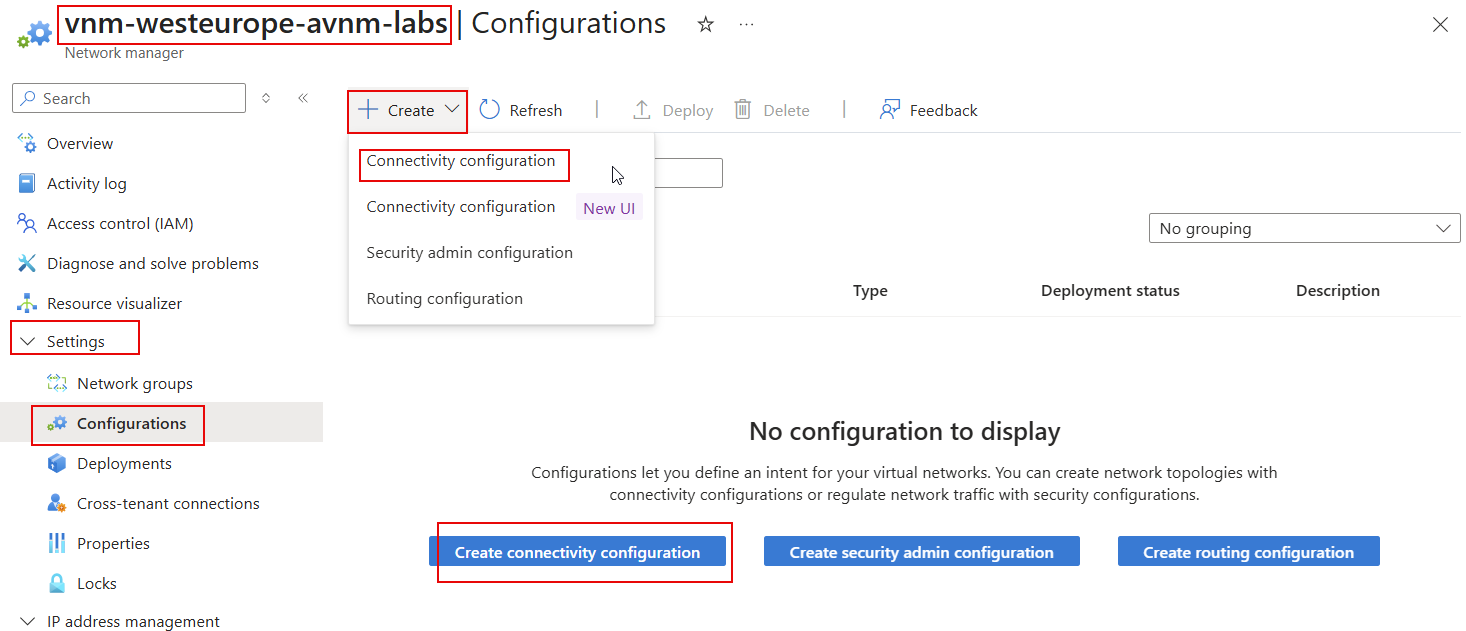 vnm-westeurope-avnm-labs | Configurations
Network manager
Search
Overview
Activity log
Access control (IAM)
Diagnose and solve problems
Resource visualizer
Settings
Network groups
Configurations
Deployments
Cross-tenant connections
Properties
Locks
IP address management
Create
Refresh
Deploy
Delete
Feedback
Connectivity configuration
Connectivity configuration New UI
Security admin configuration
Routing configuration
No grouping
Type Deployment status Description
No configuration to display
Configurations let you define an intent for your virtual networks. You can create network topologies with
connectivity configurations or regulate network traffic with security configurations.
Create connectivity configuration
Create security admin configuration
Create routing configuration